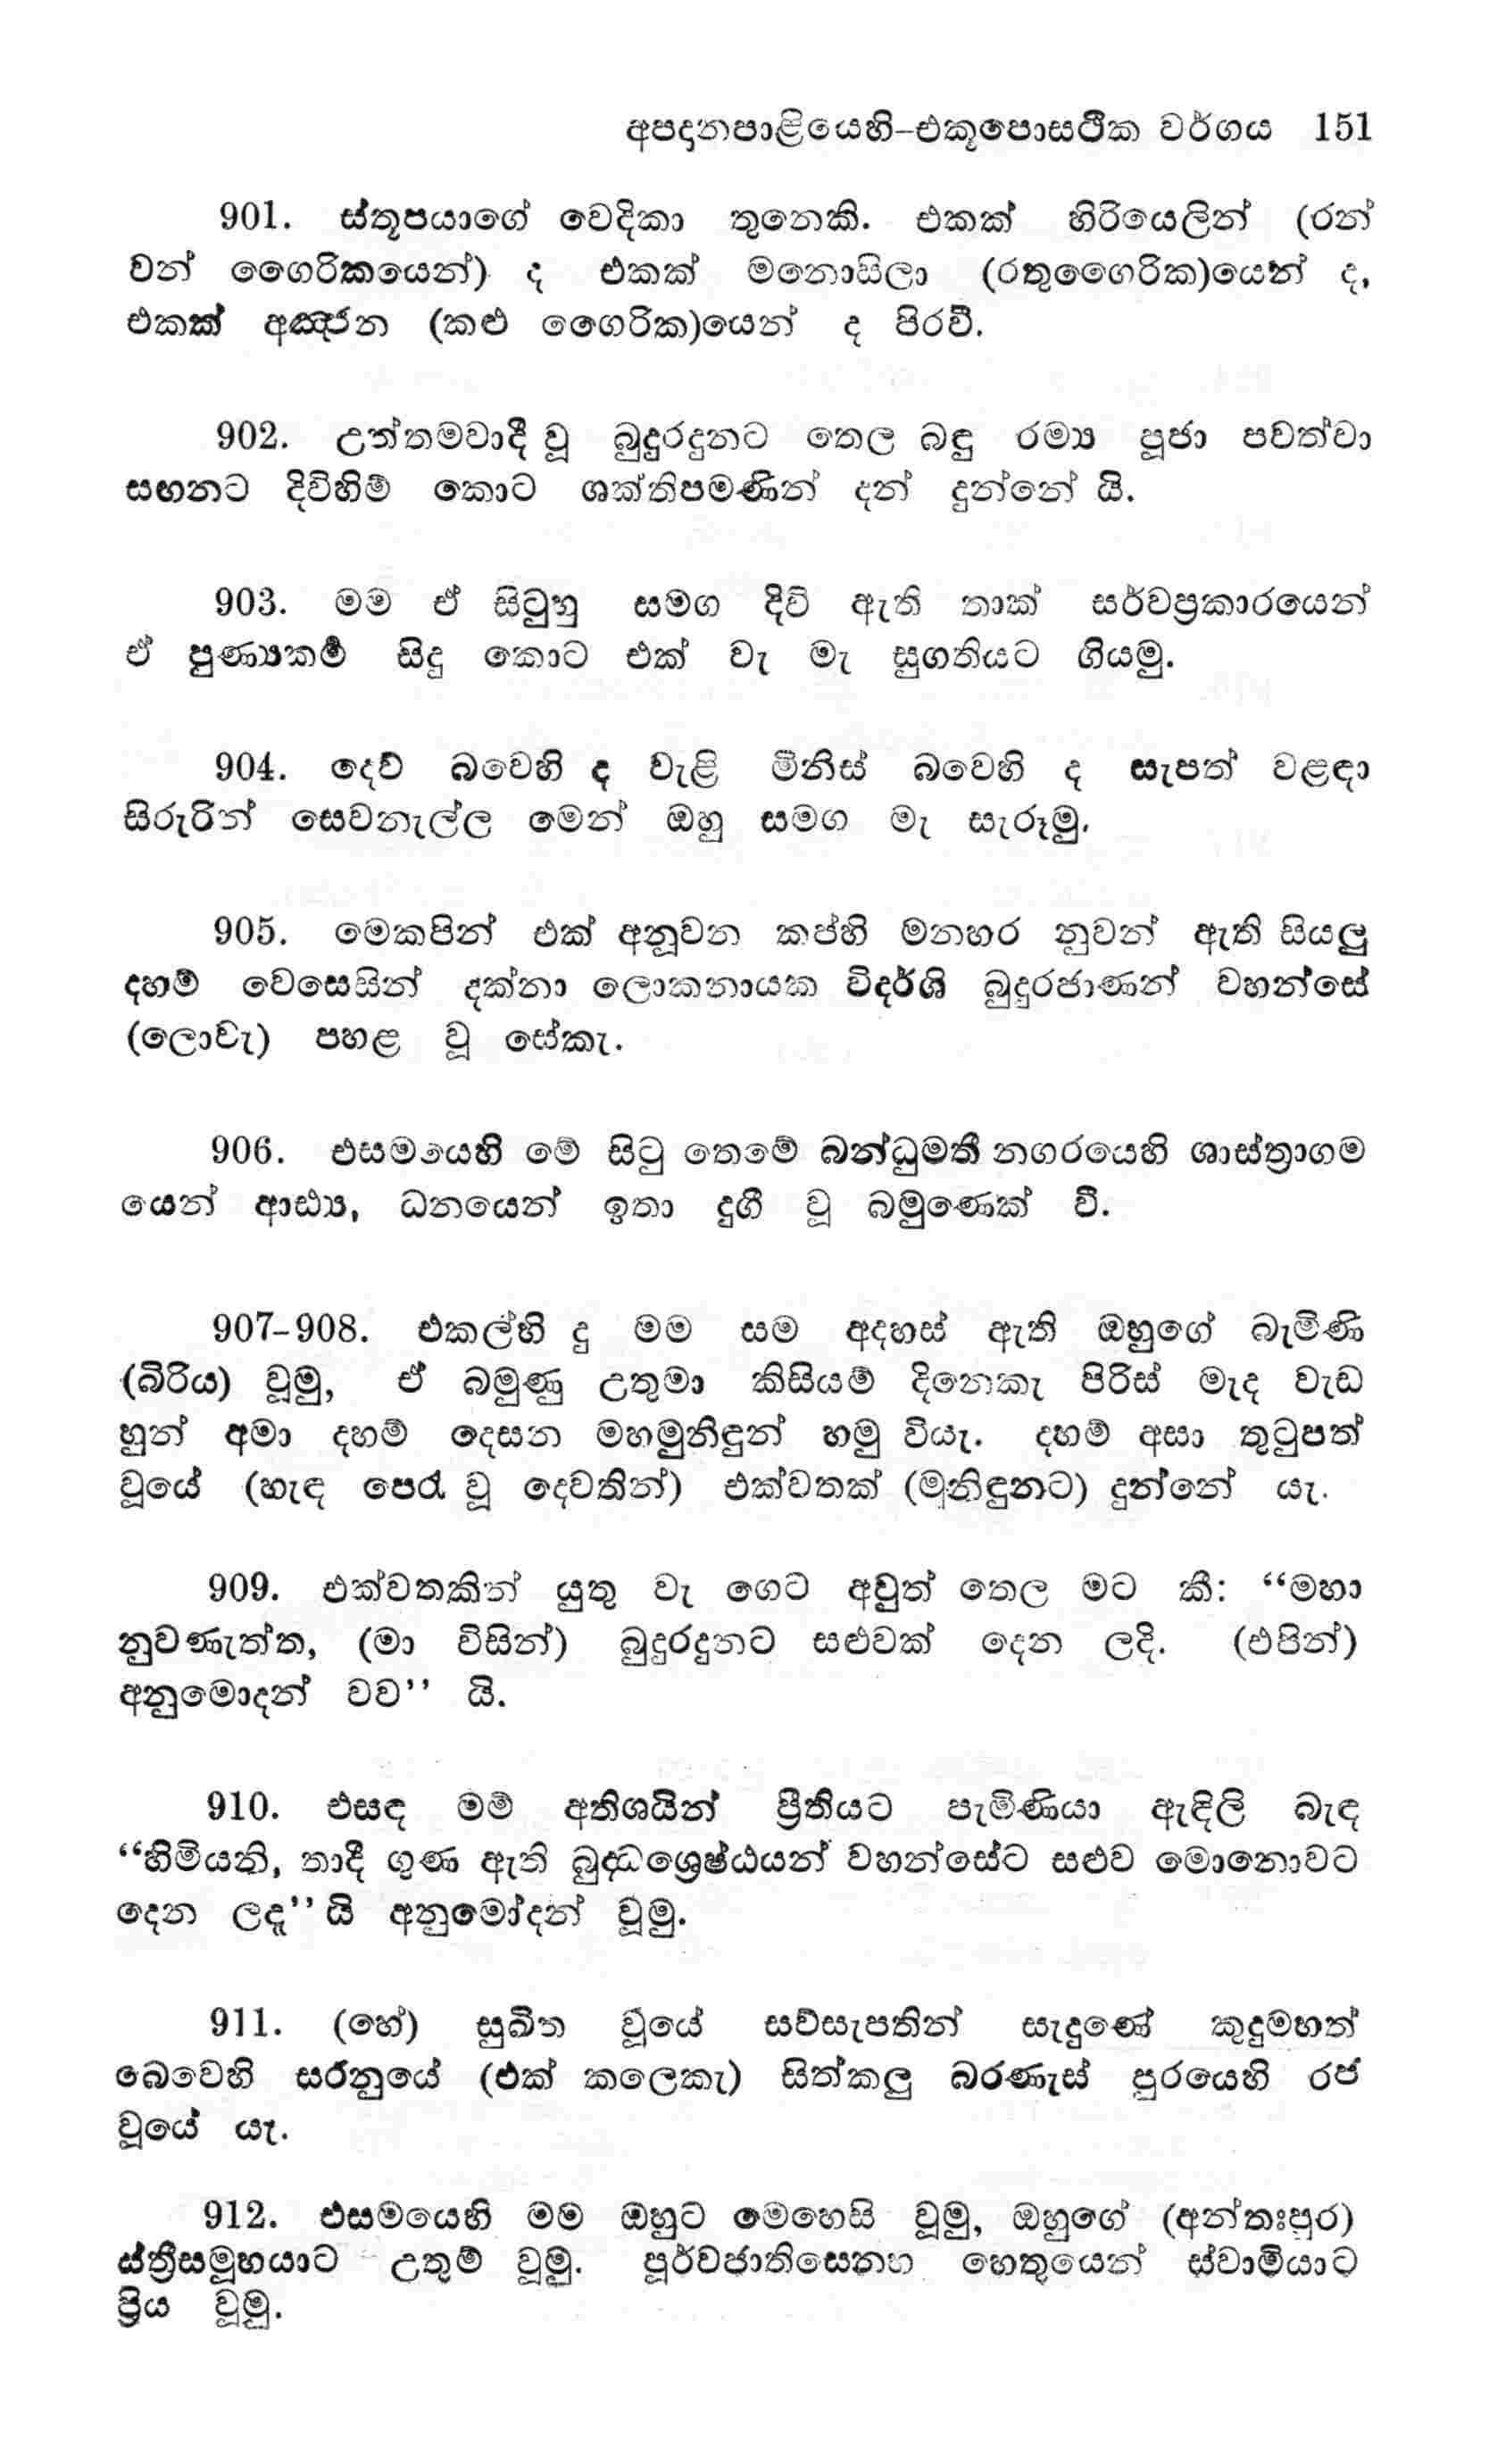 අපදානපාළියෙහි–එකූපොසථික වර්ගය 151
901. ස්තූපයාගේ වෙදිකා තුනෙකි. එකක් හිරියෙලින් (රන්
වන් ගෛරිකයෙන්) ද එකක් මනොසිලා (රතුගෛරික)යෙන් ද,
එකක් අඤ්ජන (කළු ගෛරික)යෙන් ද පිරවී.
902. උත්තමවාදී වූ බුදුරදුනට තෙල බඳු රම්‍ය පූජා පවත්වා
සඟනට දිවිහිම් කොට ශක්තිපමණින් දන් දුන්නේ යි.
903. මම ඒ සිටුහු සමග දිවි ඇති තාක් සර්වප්‍රකාරයෙන්
ඒ පුණ්‍යකර්‍ම සිදු කොට එක් වැ මැ සුගතියට ගියමු.
904. දෙව් බවෙහි ද වැළි මිනිස් බවෙහි ද සැපත් වළඳා
සිරුරින් සෙවනැල්ල මෙන් ඔහු සමග මැ සැරූමු.
905. මෙකපින් එක් අනූවන කප්හි මනහර නුවන් ඇති සියලු
දහම් වෙසෙසින් දක්නා ලොකනායක විදර්ශි බුදුරජාණන් වහන්සේ
(ලොවැ) පහළ වූ සේකැ.
906. එසමයෙහි මේ සිටු තෙමේ බන්ධුමතී නගරයෙහි ශාස්ත්‍රාගම
යෙන් ආඪ්‍ය, ධනයෙන් ඉතා දුගී වූ බමුණෙක් වී.
907-908. එකල්හි දු මම සම අදහස් ඇති ඔහුගේ බැමිණි
(බිරිය) වූමු, ඒ බමුණු උතුමා කිසියම් දිනෙකැ පිරිස් මැද වැඩ
හුන් අමා දහම් දෙසන මහමුනිඳුන් හමු වියැ. දහම් අසා තුටුපත්
වූයේ (හැඳ පෙරැ වූ දෙවතින්) එක්වතක් (මුනිඳුනට) දුන්නේ යැ.
909. එක්වතකින් යුතු වැ ගෙට අවුත් තෙල මට කී: “මහා
නුවණැත්ත, (මා විසින්) බුදුරදුනට සළුවක් දෙන ලදි. (එපින්)
අනුමොදන් වව’’ යි.
910. එසඳ මම් අතිශයින් ප්‍රීතියට පැමිණියා ඇඳිලි බැඳ
“හිමියනි, තාදී ගුණ ඇති බුද්ධශ්‍රෙෂ්ඨයන් වහන්සේට සළුව මොනොවට
දෙන ලදැ’’යි අනුමෝදන් වූමු.
911. (හේ) සුඛිත වූයේ සව්සැපතින් සැදුණේ කුදුමහත්
බෙවෙහි සරනුයේ (එක් කලෙකැ) සිත්කලු බරණැස් පුරයෙහි රජ
වූයේ යැ.
912. එසමයෙහි මම ඔහුට මෙහෙසි වූමු, ඔහුගේ (අන්තඃපුර)
ස්ත්‍රීසමූහයාට උතුම් වූමු. පූර්වජාතිසෙනහ හෙතුයෙන් ස්වාමියාට
ප්‍රිය වූමු.